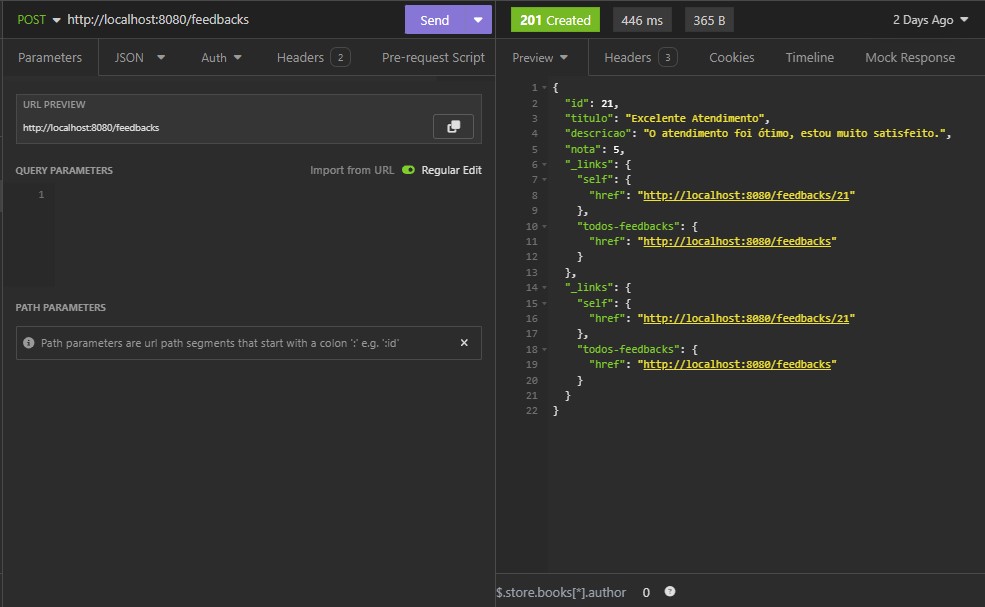 POST http://localhost:8080/feedbacks Send 201 Created 446 ms 365 B 2 Days Ago
Parameters JSON Auth Headers 2 Pre-request Script Preview Headers 3 Cookies Timeline Mock Response
URL PREVIEW
http://localhost:8080/feedbacks
QUERY PARAMETERS Import from URL Regular Edit
1
PATH PARAMETERS
Path parameters are url path segments that start with a colon ':' e.g. ':id' ×
1 {
2 "id": 21,
3 "titulo": "Excelente Atendimento",
4 "descricao": "O atendimento foi ótimo, estou muito satisfeito.",
5 "nota": 5,
6 "_links": {
7 "self": {
8 "href": "http://localhost:8080/feedbacks/21"
9 },
10 "todos-feedbacks": {
11 "href": "http://localhost:8080/feedbacks"
12 }
13 },
14 "_links": {
15 "self": {
16 "href": "http://localhost:8080/feedbacks/21"
17 },
18 "todos-feedbacks": {
19 "href": "http://localhost:8080/feedbacks"
20 }
21 }
22 }
$.store.books[*].author 0 ?